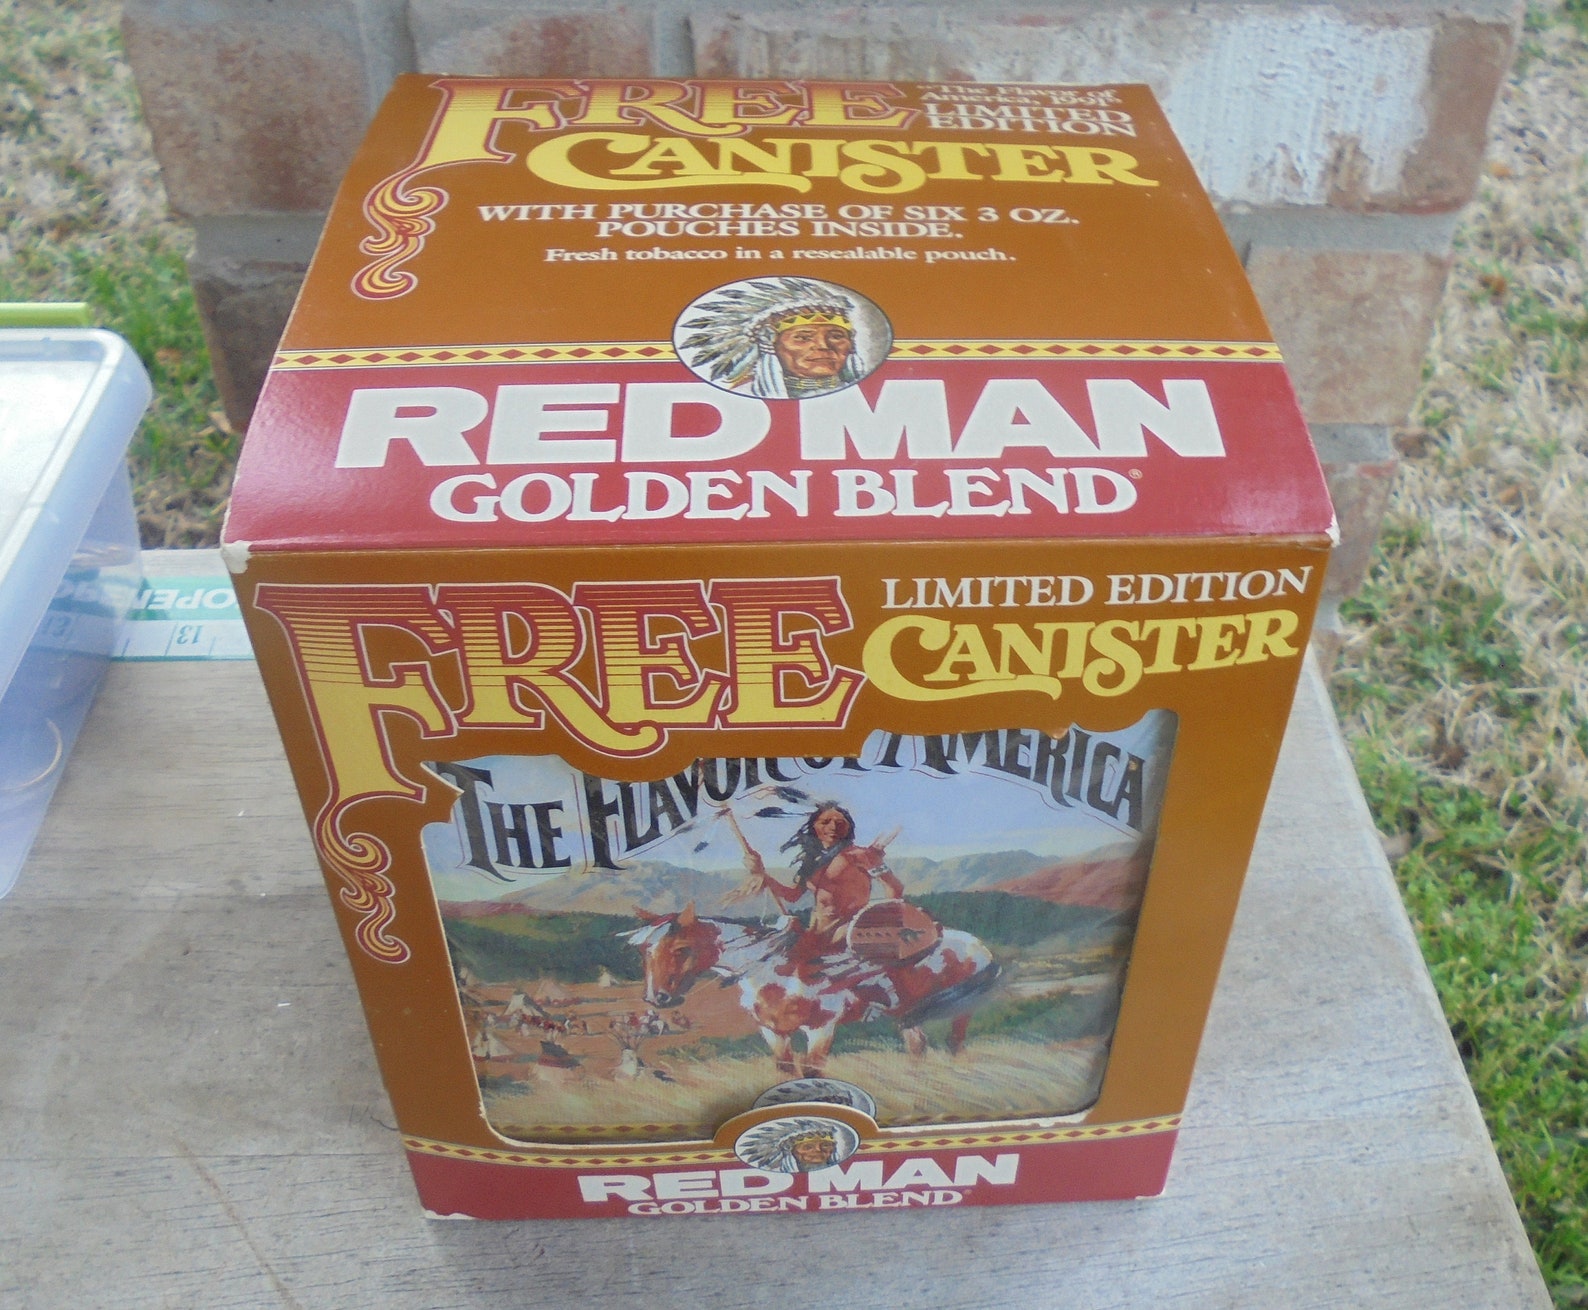 FREE
"The Flavor of
America, 1991"
LIMITED
EDITION
CANISTER
WITH PURCHASE OF SIX 3 OZ.
POUCHES INSIDE.
Fresh tobacco in a resealable pouch.
RED MAN
GOLDEN BLEND®
FREE
LIMITED EDITION
CANISTER
THE FLAVOR OF AMERICA
RED MAN
GOLDEN BLEND®
OPEN
13